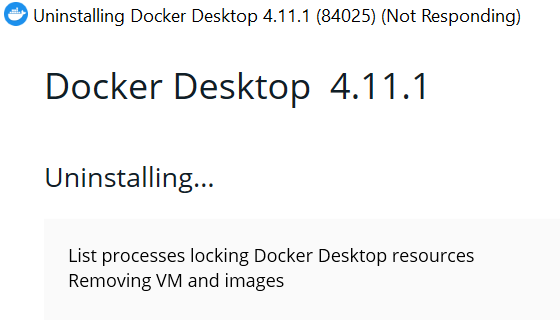 Uninstalling Docker Desktop 4.11.1 (84025) (Not Responding)
Docker Desktop 4.11.1
Uninstalling...
List processes locking Docker Desktop resources
Removing VM and images